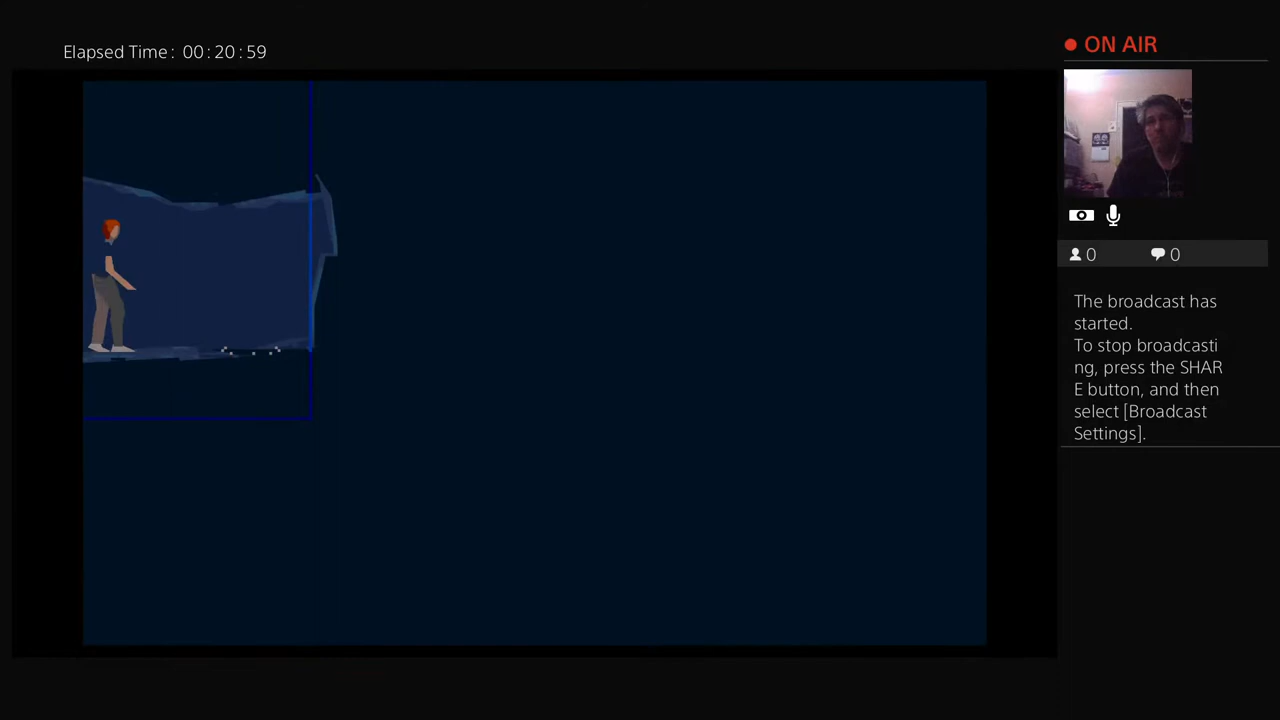 Elapsed Time: 00:20:59
ON AIR
0 0
The broadcast has
started.
To stop broadcasti
ng, press the SHAR
E button, and then
select [Broadcast
Settings].